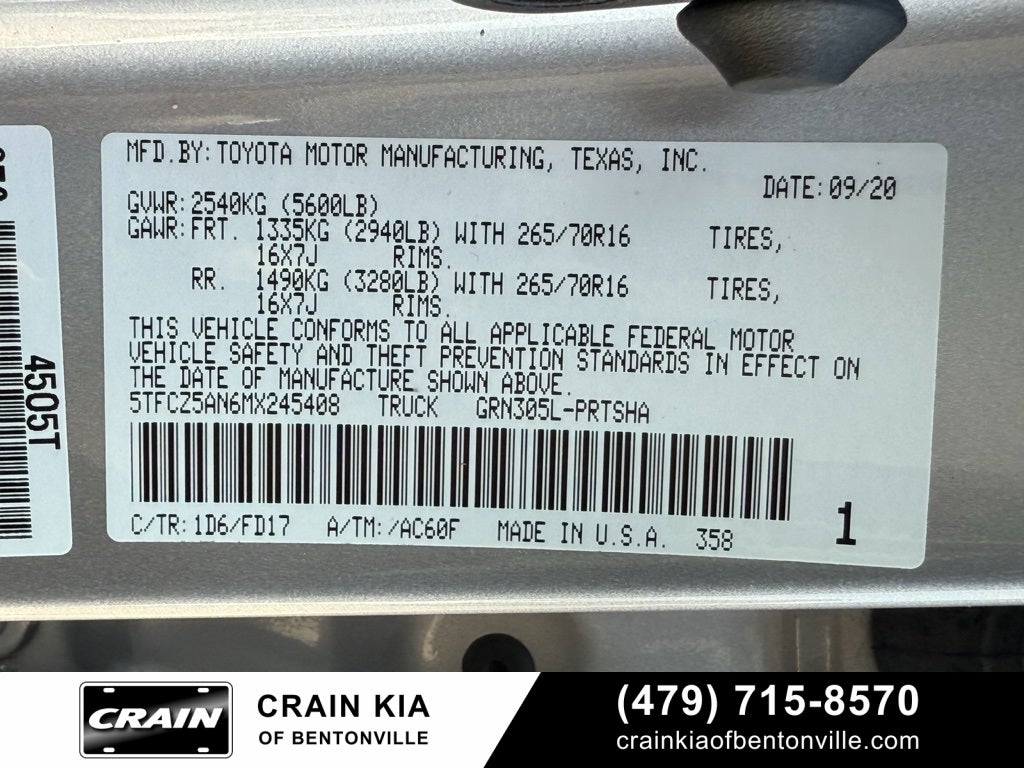 MFD.BY:TOYOTA MOTOR MANUFACTURING, TEXAS, INC.
DATE:09/20
GVWR:2540KG (5600LB)
GAWR:FRT. 1335KG (2940LB) WITH 265/70R16 TIRES,
16X7J RIMS.
RR. 1490KG (3280LB) WITH 265/70R16 TIRES,
16X7J RIMS.
THIS VEHICLE CONFORMS TO ALL APPLICABLE FEDERAL MOTOR
VEHICLE SAFETY AND THEFT PREVENTION STANDARDS IN EFFECT ON
THE DATE OF MANUFACTURE SHOWN ABOVE.
5TFCZ5AN6MX245408 TRUCK GRN305L-PRTSHA
C/TR:1D6/FD17 A/TM:/AC60F MADE IN U.S.A. 358
1
4505T
CRAIN
CRAIN KIA
OF BENTONVILLE
(479) 715-8570
crainkiaofbentonville.com